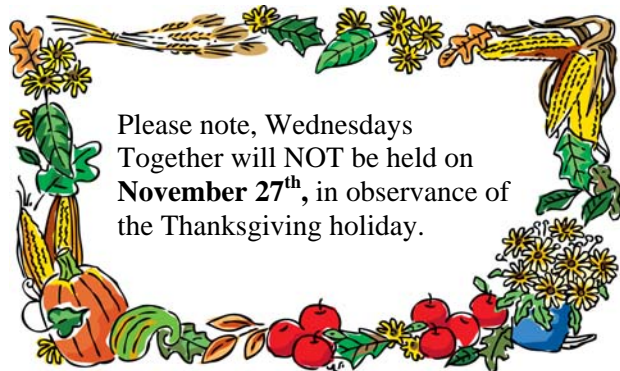 Please note, Wednesdays
Together will NOT be held on
November 27th, in observance of
the Thanksgiving holiday.